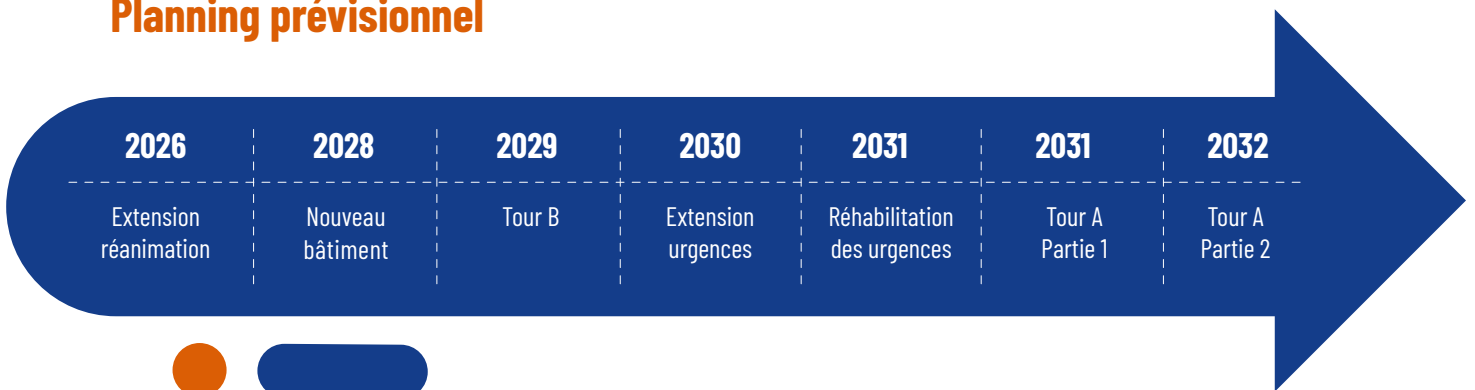 Planning prévisionnel
2026
2028
2029
2030
2031
2031
2032
Extension
réanimation
Nouveau
bâtiment
Tour B
Extension
urgences
Réhabilitation
des urgences
Tour A
Partie 1
Tour A
Partie 2